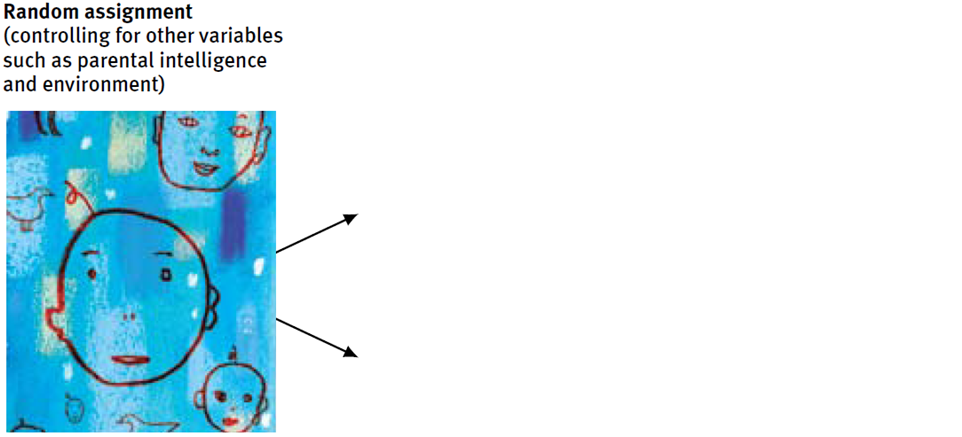 Random assignment
(controlling for other variables
such as parental intelligence
and environment)